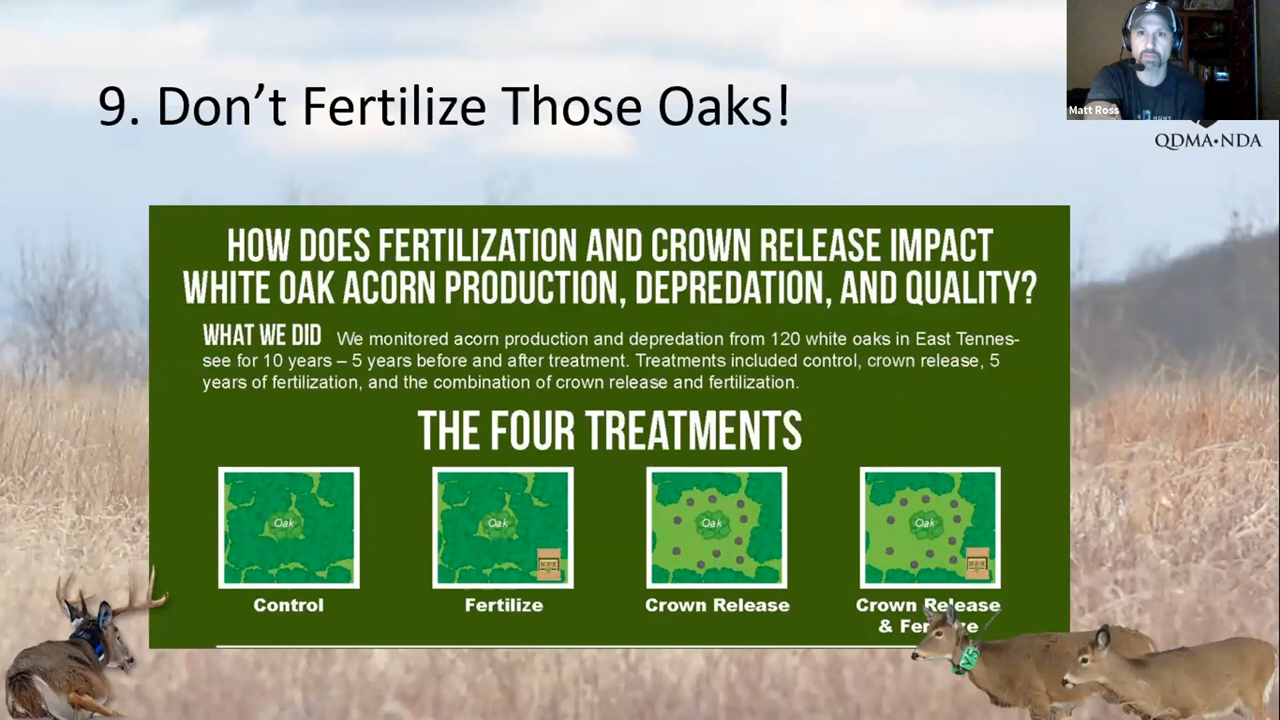 9. Don't Fertilize Those Oaks!
Matt Ross
QDMA•NDA
HOW DOES FERTILIZATION AND CROWN RELEASE IMPACT
WHITE OAK ACORN PRODUCTION, DEPREDATION, AND QUALITY?
WHAT WE DID We monitored acorn production and depredation from 120 white oaks in East Tennes-
see for 10 years – 5 years before and after treatment. Treatments included control, crown release, 5
years of fertilization, and the combination of crown release and fertilization.
THE FOUR TREATMENTS
Oak
Oak
Oak
Oak
Control
Fertilize
Crown Release
Crown Release
&